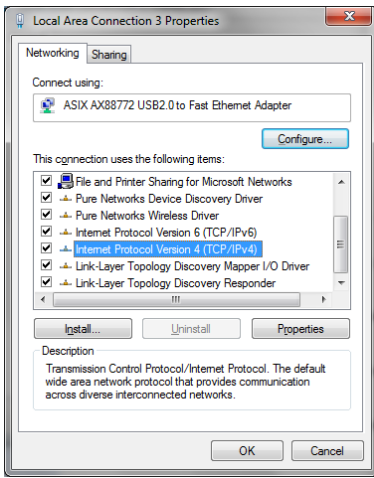 Local Area Connection 3 Properties
Networking
Sharing
Connect using:
ASIX AX88772 USB2.0 to Fast Ethernet Adapter
Configure...
This connection uses the following items:
File and Printer Sharing for Microsoft Networks
Pure Networks Device Discovery Driver
Pure Networks Wireless Driver
Internet Protocol Version 6 (TCP/IPv6)
Internet Protocol Version 4 (TCP/IPv4)
Link-Layer Topology Discovery Mapper I/O Driver
Link-Layer Topology Discovery Responder
Install...
Uninstall
Properties
Description
Transmission Control Protocol/Internet Protocol. The default
wide area network protocol that provides communication
across diverse interconnected networks.
OK
Cancel